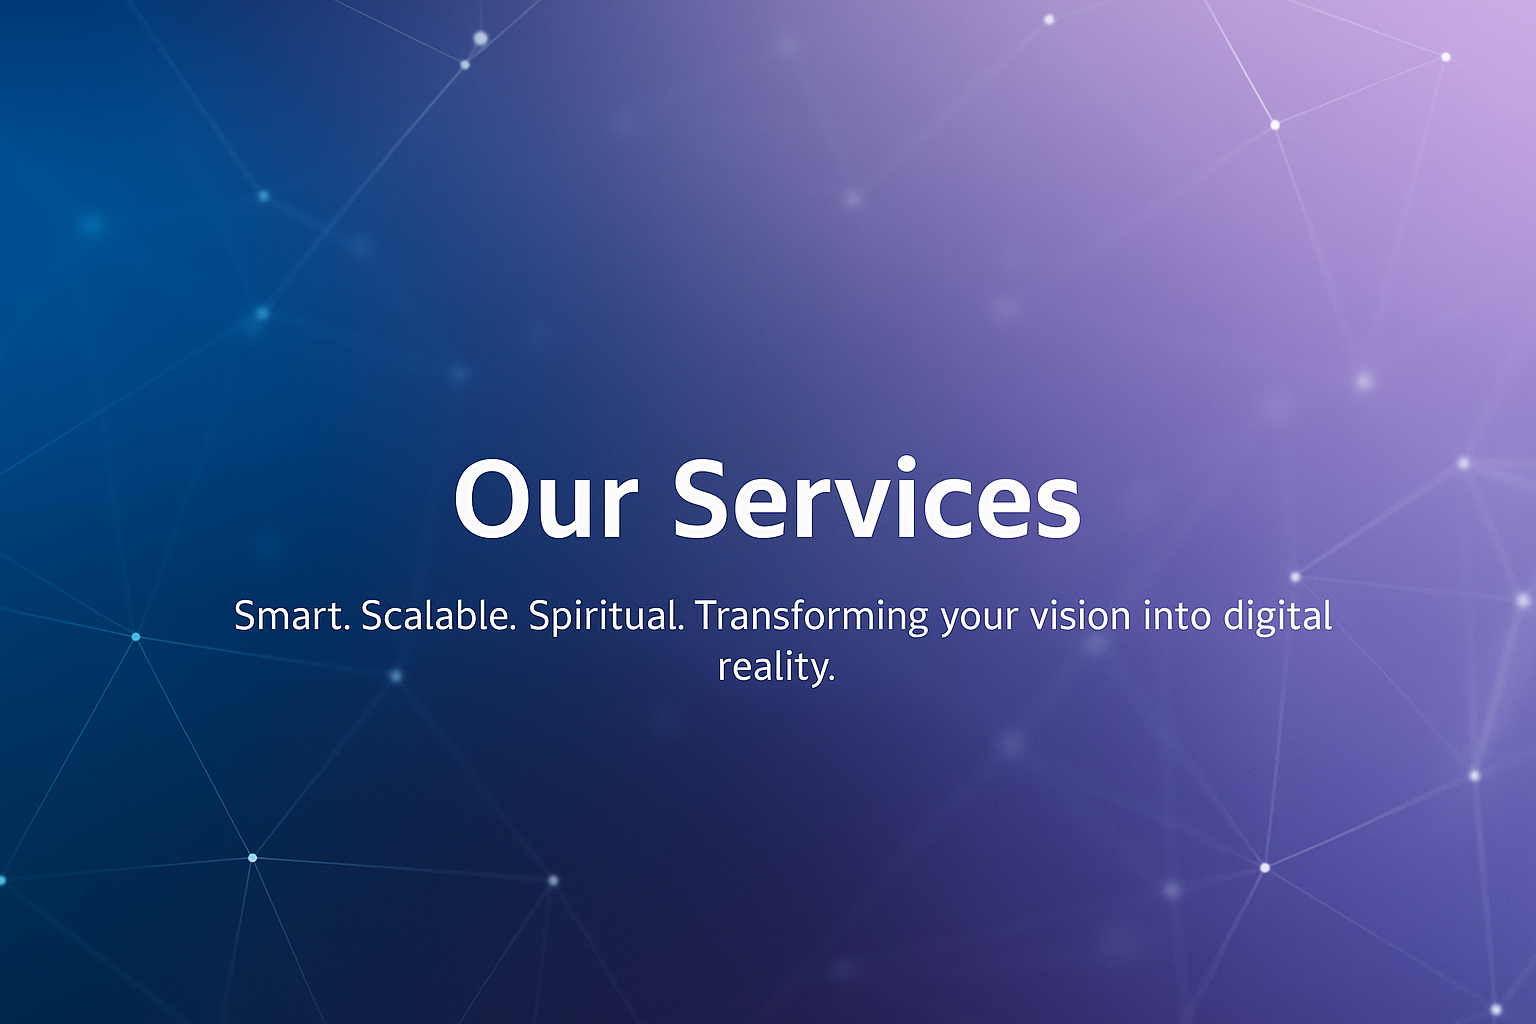 Our Services
Smart. Scalable. Spiritual. Transforming your vision into digital
reality.